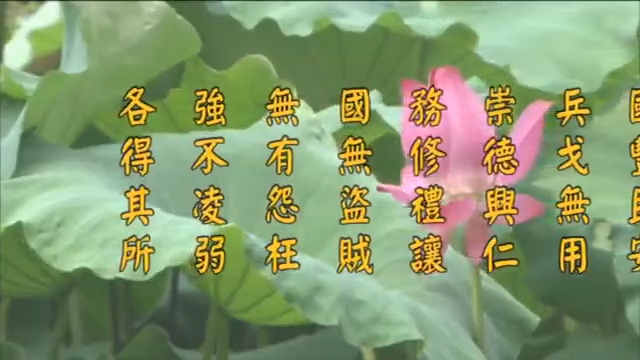 兵戈無用
崇德興仁
務修禮讓
國無盜賊
無有怨枉
強不凌弱
各得其所